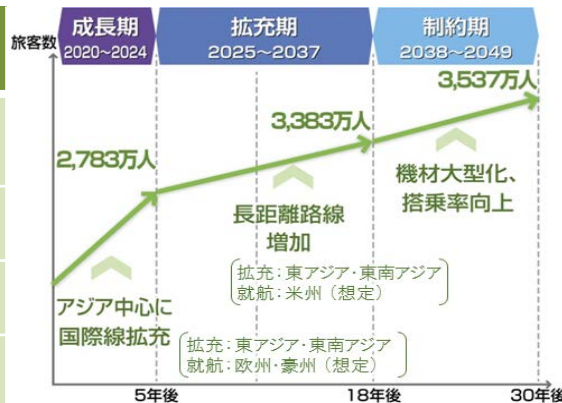 旅客数
成長期
2020～2024
拡充期
2025～2037
制約期
2038～2049
2,783万人
3,383万人
3,537万人
アジア中心に
国際線拡充
長距離路線
増加
機材大型化、
搭乗率向上
拡充：東アジア・東南アジア
就航：米州（想定）
拡充：東アジア・東南アジア
就航：欧州・豪州（想定）
5年後
18年後
30年後